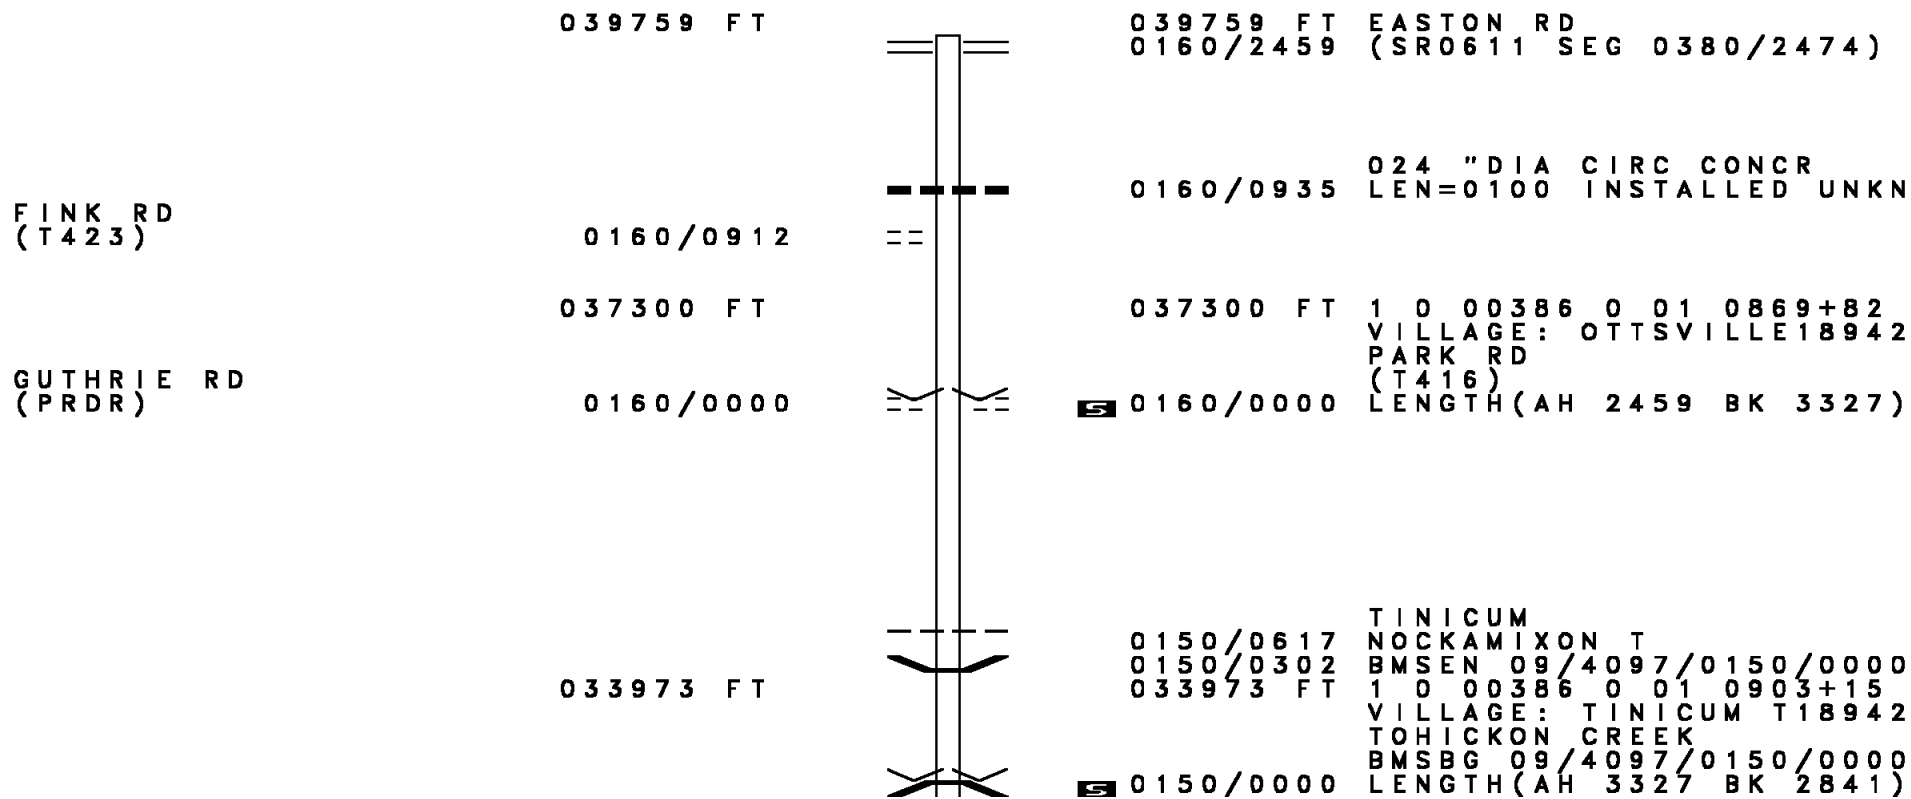 039759 FT 039759 FT EASTON RD
0160/2459 (SR0611 SEG 0380/2474)
024 "DIA CIRC CONCR
0160/0935 LEN=0100 INSTALLED UNKN
FINK RD
(T423) 0160/0912
037300 FT 037300 FT 1 0 00386 0 01 0869+82
VILLAGE: OTTSVILLE18942
PARK RD
GUTHRIE RD (T416)
(PRDR) 0160/0000 S 0160/0000 LENGTH(AH 2459 BK 3327)
TINICUM
0150/0617 NOCKAMIXON T
0150/0302 BMSEN 09/4097/0150/0000
033973 FT 033973 FT 1 0 00386 0 01 0903+15
VILLAGE: TINICUM T18942
TOHICKON CREEK
BMSBG 09/4097/0150/0000
S 0150/0000 LENGTH(AH 3327 BK 2841)